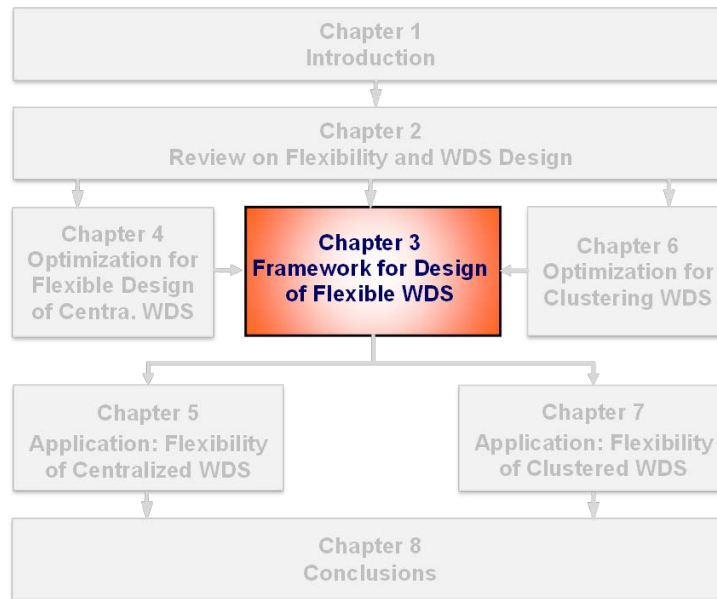 Chapter 1
Introduction
Chapter 2
Review on Flexibility and WDS Design
Chapter 4
Optimization for
Flexible Design
of Centra. WDS
Chapter 3
Framework for Design
of Flexible WDS
Chapter 6
Optimization for
Clustering WDS
Chapter 5
Application: Flexibility
of Centralized WDS
Chapter 7
Application: Flexibility
of Clustered WDS
Chapter 8
Conclusions